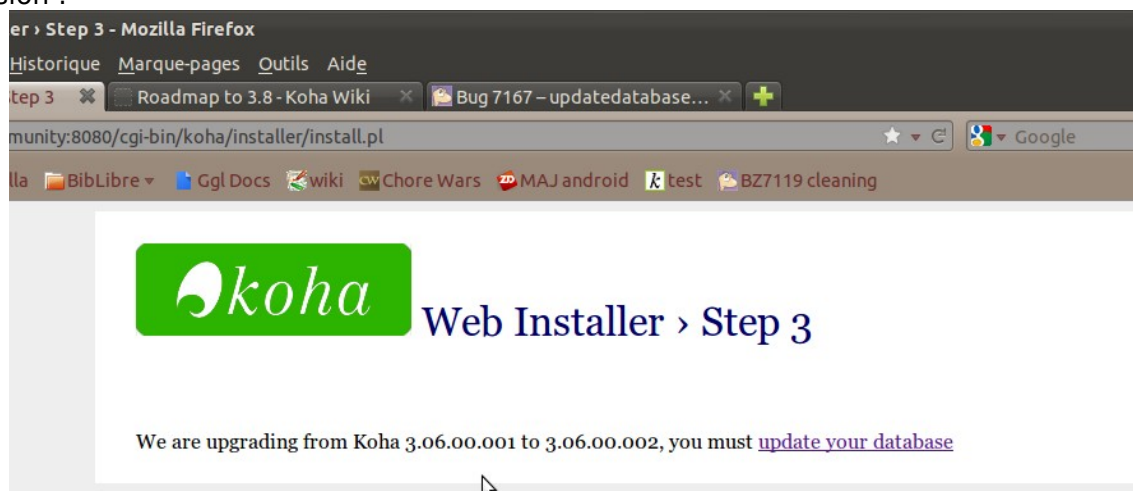 sion".
er › Step 3 - Mozilla Firefox
Historique Marque-pages Outils Aide
tep 3 Roadmap to 3.8 - Koha Wiki Bug 7167 – updatedatabase...
munity:8080/cgi-bin/koha/installer/install.pl Google
lla BibLibre Ggl Docs wiki CW Chore Wars ZD MAJ android k test BZ7119 cleaning
koha Web Installer › Step 3
We are upgrading from Koha 3.06.00.001 to 3.06.00.002, you must update your database